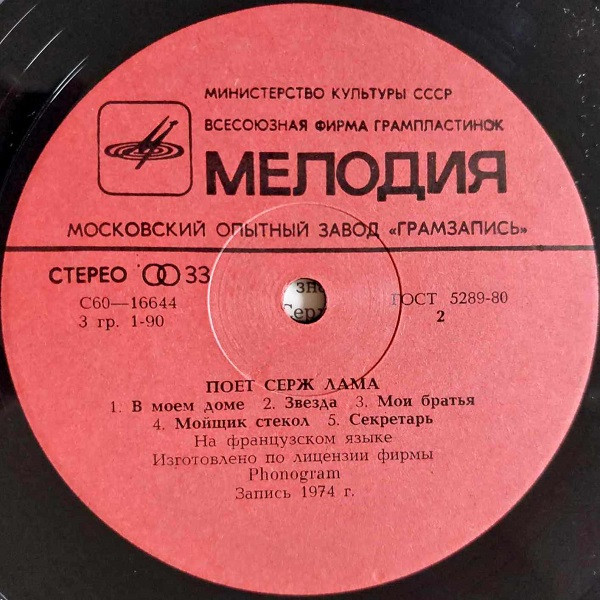 МИНИСТЕРСТВО КУЛЬТУРЫ СССР
ВСЕСОЮЗНАЯ ФИРМА ГРАМПЛАСТИНОК
МЕЛОДИЯ
МОСКОВСКИЙ ОПЫТНЫЙ ЗАВОД «ГРАМЗАПИСЬ»
СТЕРЕО 33
С60—16644 ГОСТ 5289-80
3 гр. 1-90 2
ПОЕТ СЕРЖ ЛАМА
1. В моем доме 2. Звезда 3. Мои братья
4. Мойщик стекол 5. Секретарь
На французском языке
Изготовлено по лицензии фирмы
Phonogram
Запись 1974 г.